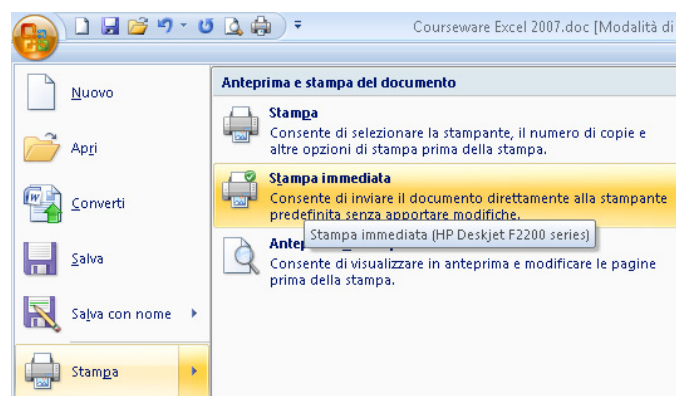 Courseware Excel 2007.doc [Modalità di
Nuovo
Apri
Converti
Salva
Salva con nome
Stampa
Anteprima e stampa del documento
Stampa
Consente di selezionare la stampante, il numero di copie e
altre opzioni di stampa prima della stampa.
Stampa immediata
Consente di inviare il documento direttamente alla stampante
predefinita senza apportare modifiche.
Stampa immediata (HP Deskjet F2200 series)
Consente di visualizzare in anteprima e modificare le pagine
prima della stampa.